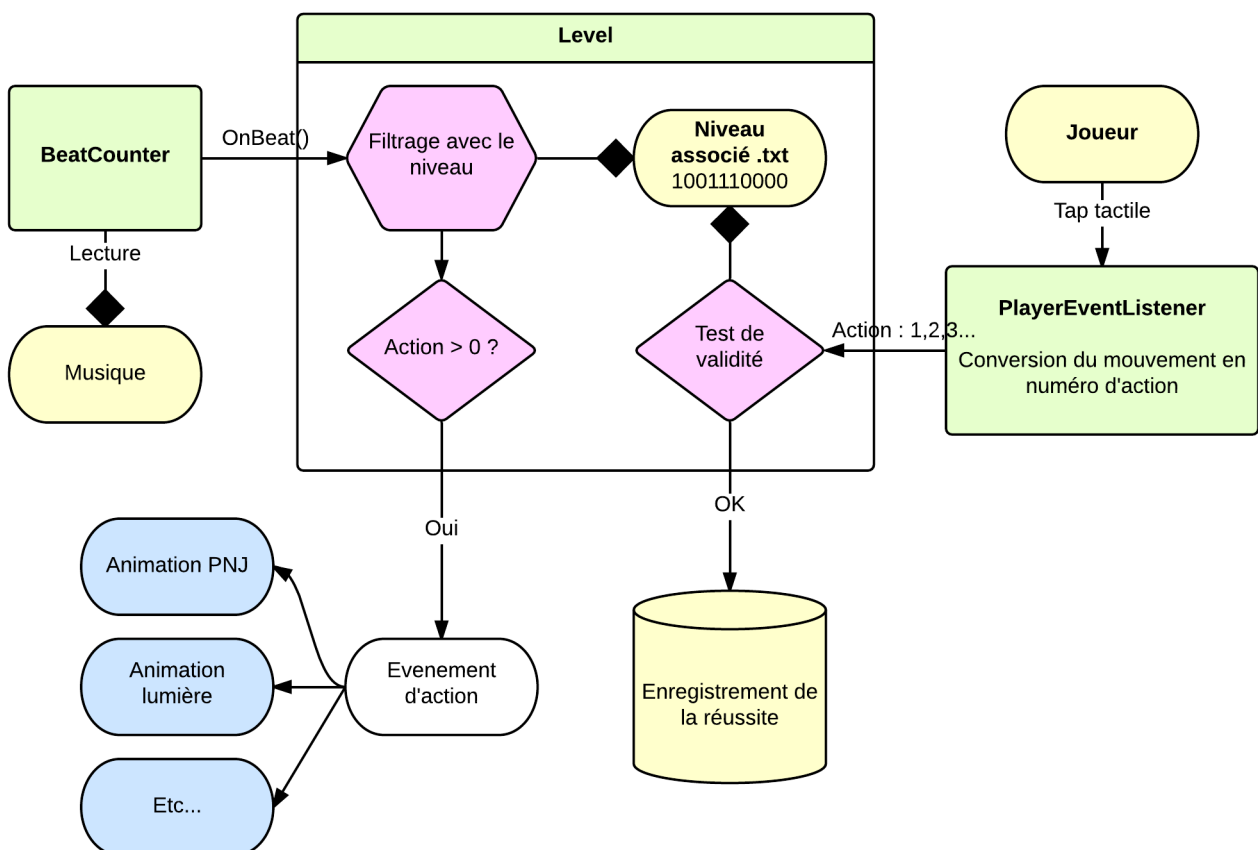 Level
BeatCounter
OnBeat()
Filtrage avec le
niveau
Niveau
associé .txt
1001110000
Joueur
Tap tactile
Lecture
Musique
Action > 0 ?
Test de
validité
Action : 1,2,3...
PlayerEventListener
Conversion du mouvement en
numéro d'action
Oui
OK
Animation PNJ
Animation
lumière
Etc...
Evenement
d'action
Enregistrement de
la réussite